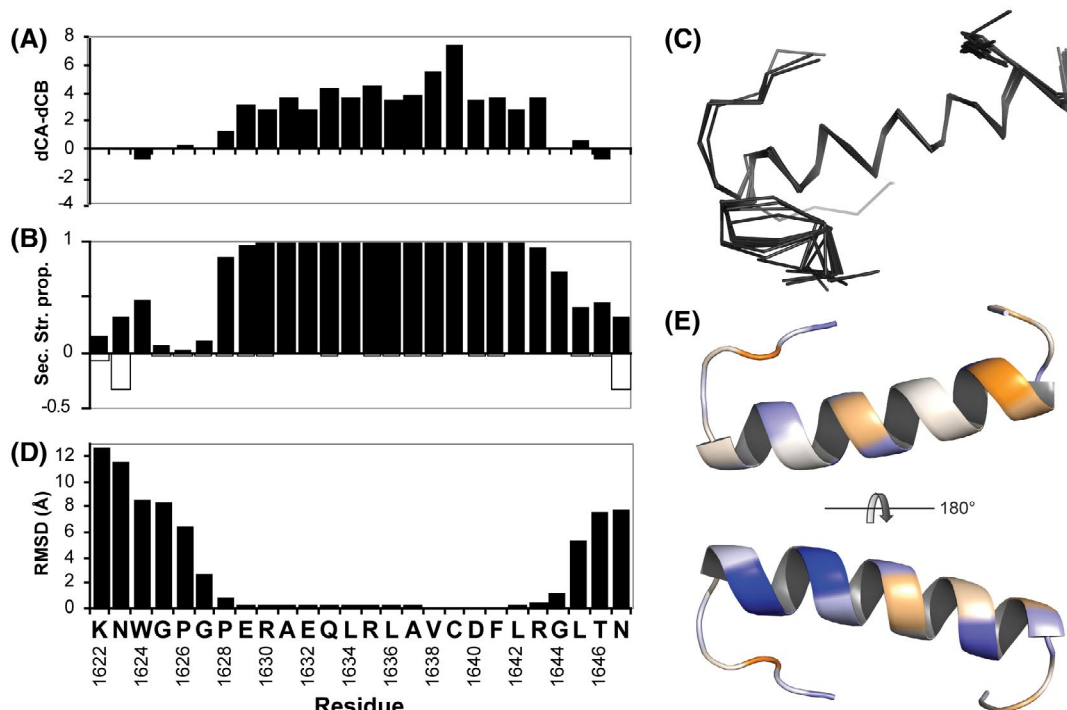 (A)
dCA-dCB
8
6
4
2
0
-2
-4
(B)
Sec. Str. prop.
1
0
-0.5
(D)
RMSD (Å)
12
10
8
6
4
2
0
K N W G P G P E R A E Q L R L A V C D F L R G L T N
1622 1624 1626 1628 1630 1632 1634 1636 1638 1640 1642 1644 1646
Residue
(C)
(E)
180°